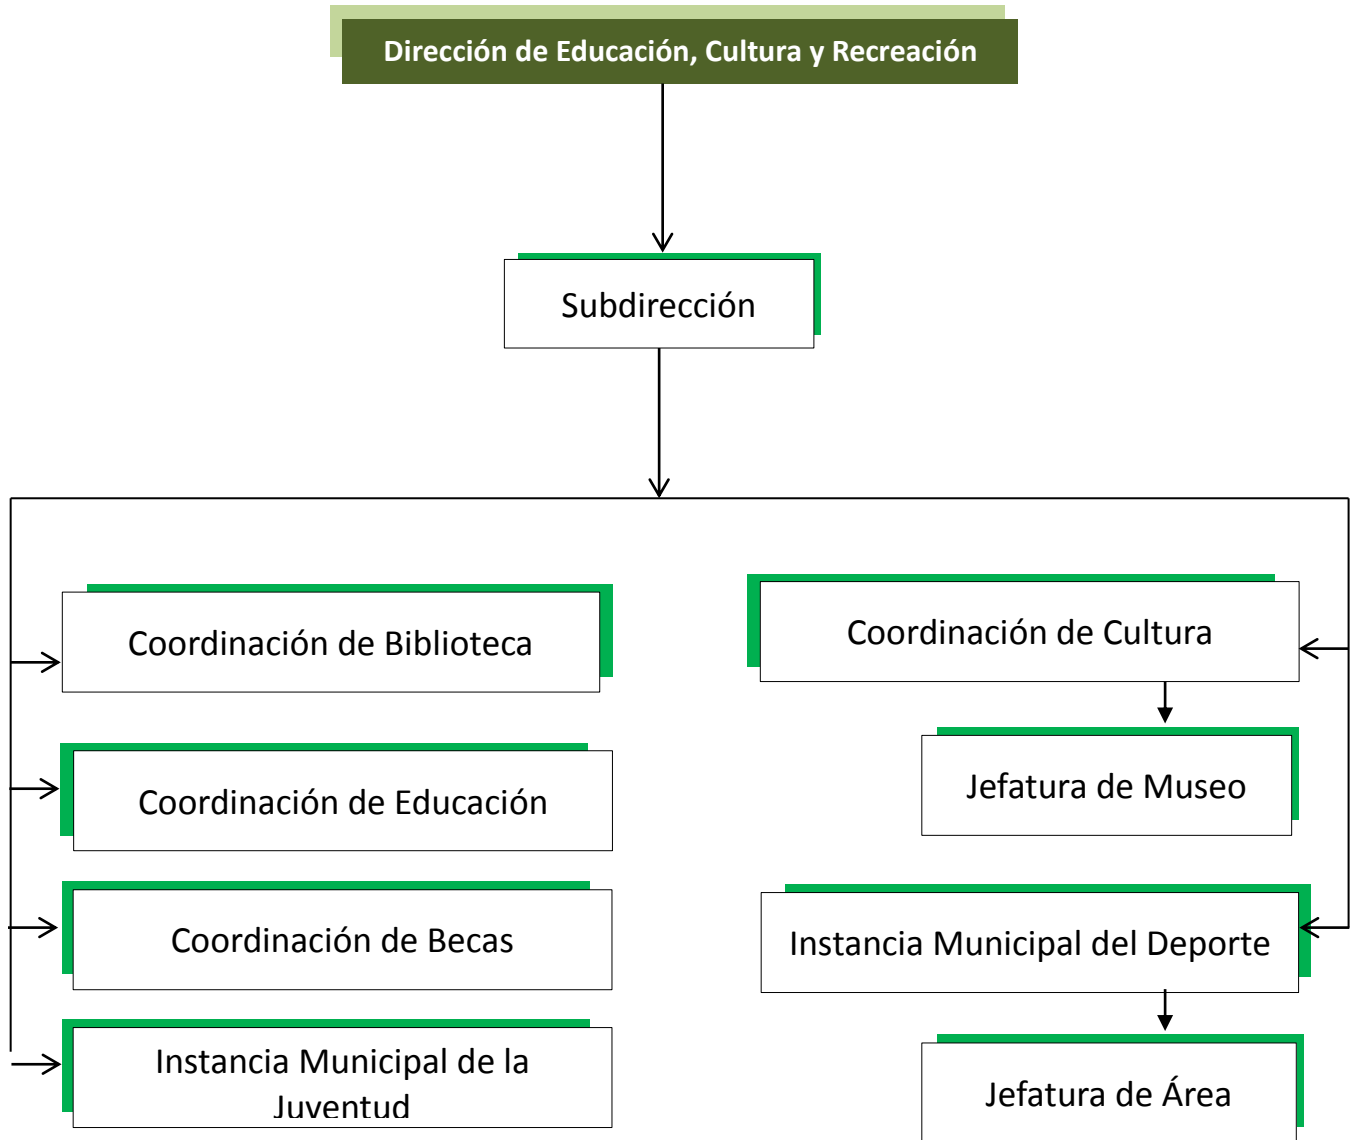 Dirección de Educación, Cultura y Recreación
Subdirección
Coordinación de Biblioteca
Coordinación de Educación
Coordinación de Becas
Instancia Municipal de la
Juventud
Coordinación de Cultura
Jefatura de Museo
Instancia Municipal del Deporte
Jefatura de Área